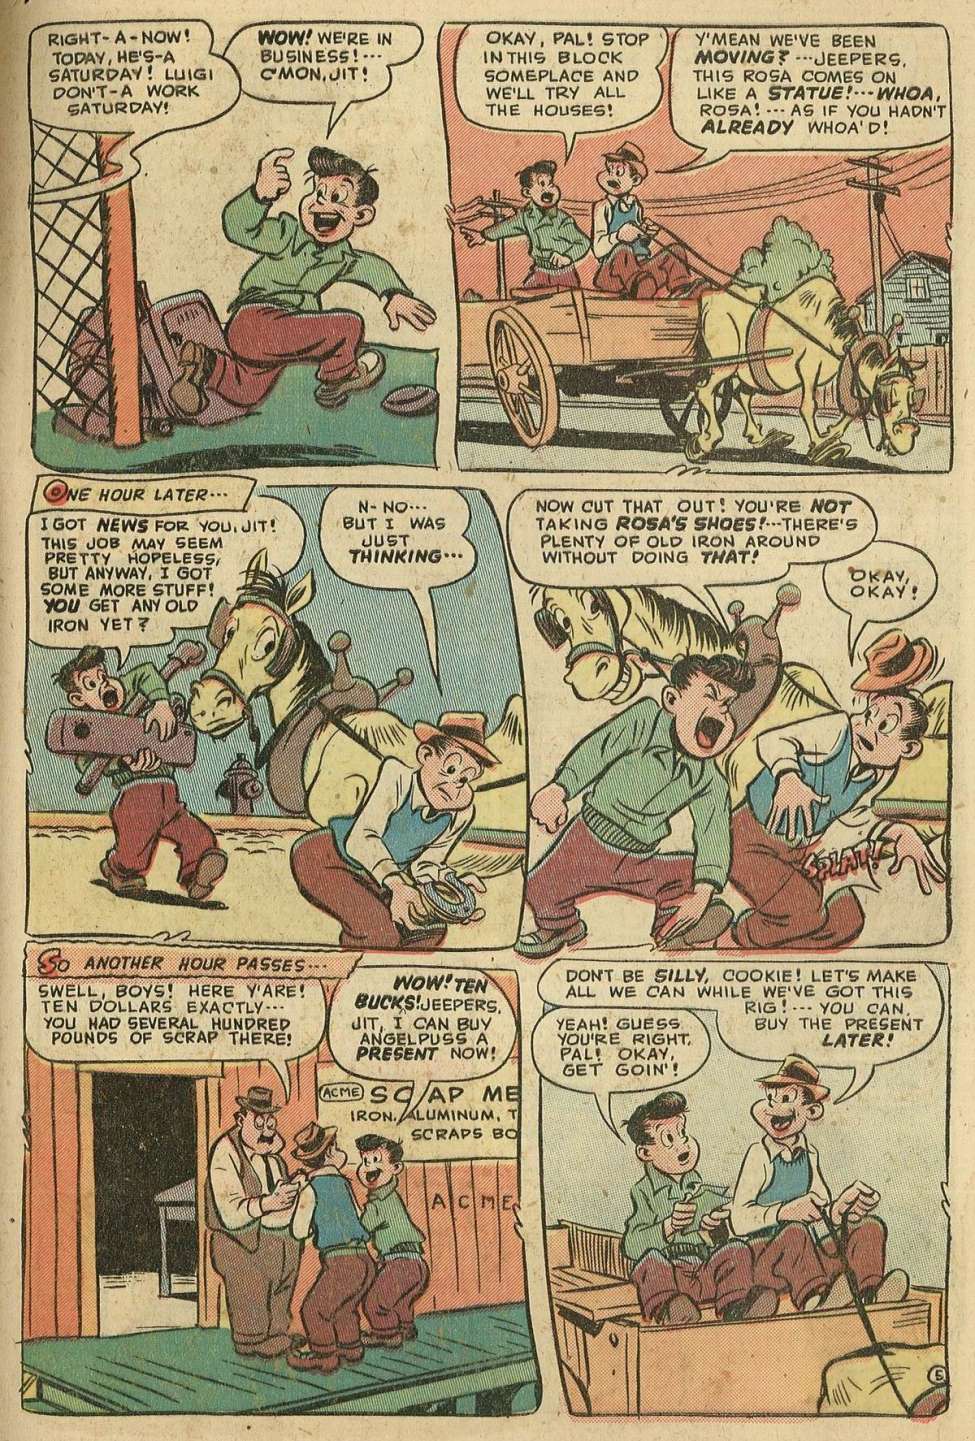 RIGHT-A-NOW!
TODAY, HE'S-A
SATURDAY! LUIGI
DON'T-A WORK
SATURDAY!
WOW! WE'RE IN
BUSINESS!---
C'MON, JIT!
OKAY, PAL! STOP
IN THIS BLOCK
SOMEPLACE AND
WE'LL TRY ALL
THE HOUSES!
Y'MEAN WE'VE BEEN
MOVING? ---JEEPERS,
THIS ROSA COMES ON
LIKE A STATUE!---WHOA,
ROSA!---AS IF YOU HADN'T
ALREADY WHOA'D!
ONE HOUR LATER---
I GOT NEWS FOR YOU, JIT!
THIS JOB MAY SEEM
PRETTY HOPELESS,
BUT ANYWAY, I GOT
SOME MORE STUFF!
YOU GET ANY OLD
IRON YET?
N-NO---
BUT I WAS
JUST
THINKING---
NOW CUT THAT OUT! YOU'RE NOT
TAKING ROSA'S SHOES!---THERE'S
PLENTY OF OLD IRON AROUND
WITHOUT DOING THAT!
OKAY,
OKAY!
SPLAT!
SO ANOTHER HOUR PASSES---
SWELL, BOYS! HERE Y'ARE!
TEN DOLLARS EXACTLY---
YOU HAD SEVERAL HUNDRED
POUNDS OF SCRAP THERE!
WOW! TEN
BUCKS! JEEPERS,
JIT, I CAN BUY
ANGELPUSS A
PRESENT NOW!
ACME SCRAP ME
IRON, ALUMINUM, T
SCRAPS BO
ACME
DON'T BE SILLY, COOKIE! LET'S MAKE
ALL WE CAN WHILE WE'VE GOT THIS
RIG!---YOU CAN
BUY THE PRESENT
LATER!
YEAH! GUESS
YOU'RE RIGHT,
PAL! OKAY,
GET GOIN'!
5